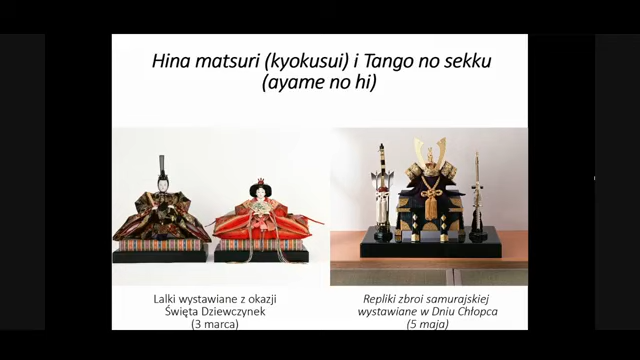 Hina matsuri (kyokusui) i Tango no sekku
(ayame no hi)
Lalki wystawiane z okazji
Święta Dziewczynek
(3 marca)
Repliki zbroi samurajskiej
wystawiane w Dniu Chłopca
(5 maja)